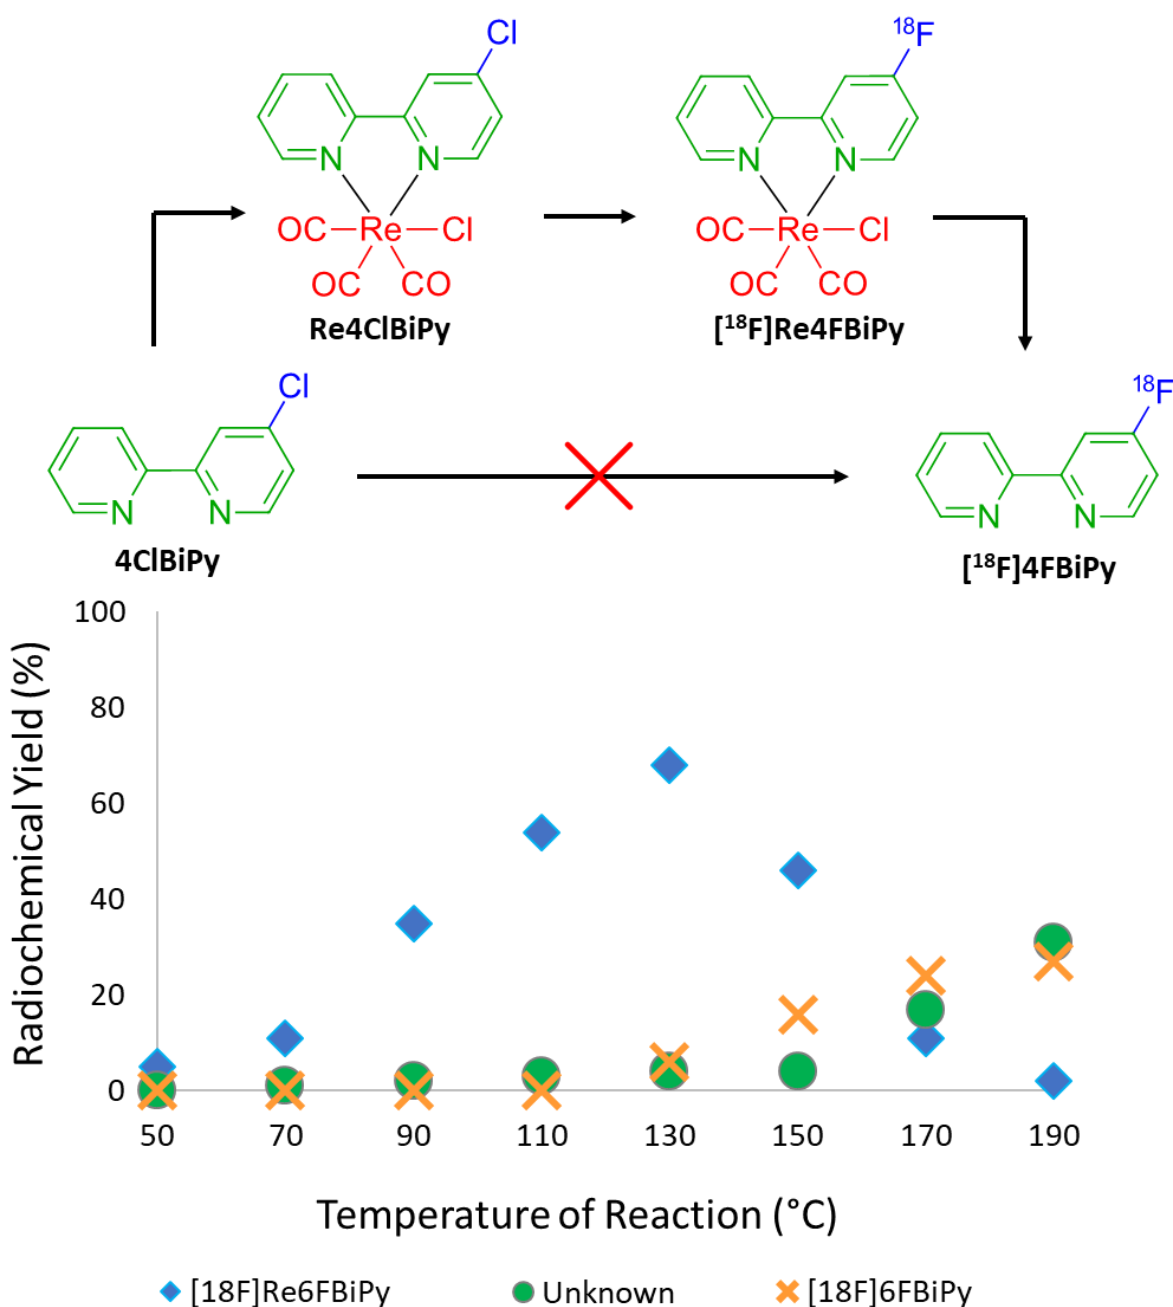 Cl
¹⁸F
N N
N N
OC Re Cl
OC Re Cl
OC CO
OC CO
Re4ClBiPy
[¹⁸F]Re4FBiPy
Cl
¹⁸F
N N
N N
4ClBiPy
[¹⁸F]4FBiPy
Radiochemical Yield (%)
100
80
60
40
20
0
50 70 90 110 130 150 170 190
Temperature of Reaction (°C)
[18F]Re6FBiPy Unknown [18F]6FBiPy